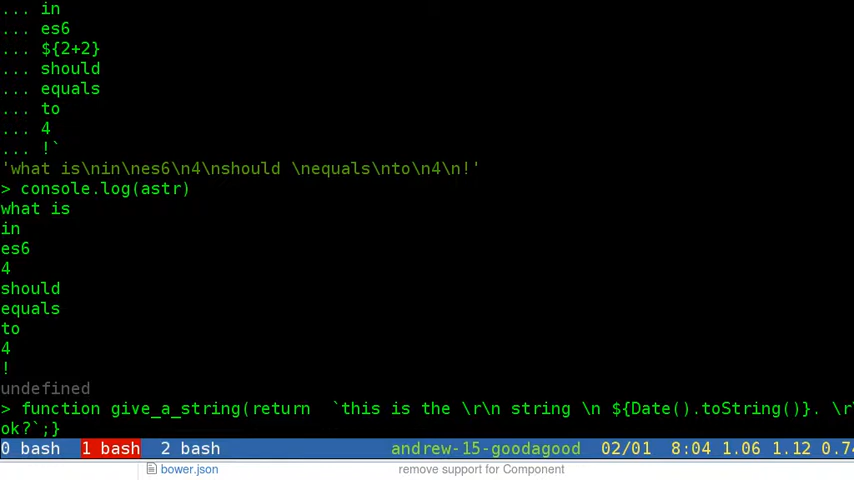 ... in
... es6
... ${2+2}
... should
... equals
... to
... 4
... !`
'what is\nin\nes6\n4\nshould \nequals\nto\n4\n!'
> console.log(astr)
what is
in
es6
4
should
equals
to
4
!
undefined
> function give_a_string(return  `this is the \r\n string \n ${Date().toString()}. \r
ok?`;}
0 bash  1 bash  2 bash  andrew-15-goodagood  02/01  8:04 1.06 1.12 0.74
bower.json  remove support for Component